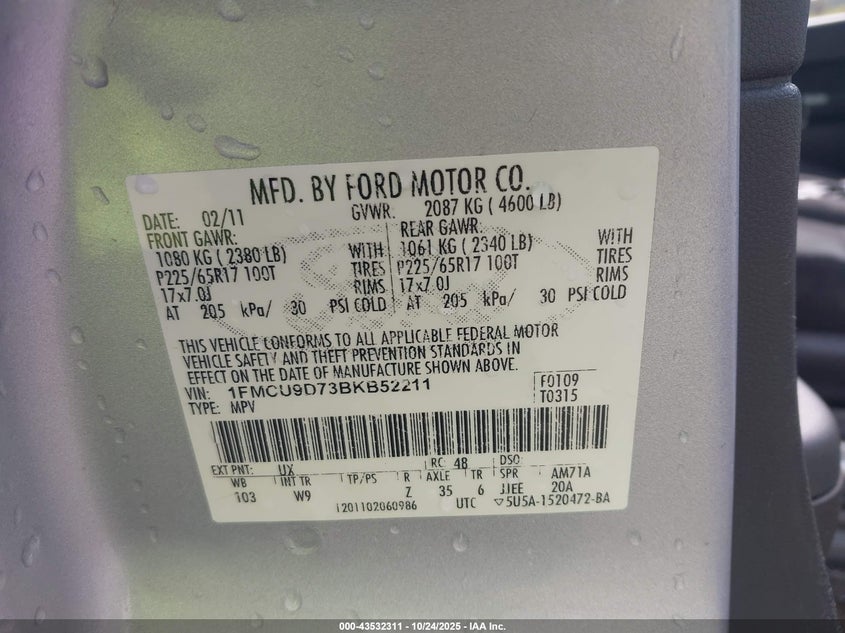 MFD. BY FORD MOTOR CO.
DATE: 02/11 GVWR: 2087 KG ( 4600 LB)
FRONT GAWR: REAR GAWR:
1080 KG ( 2380 LB) WITH 1061 KG ( 2340 LB) WITH
P225/65R17 100T TIRES P225/65R17 100T TIRES
17x7.0J RIMS 17x7.0J RIMS
AT 205 kPa/ 30 PSI COLD AT 205 kPa/ 30 PSI COLD
THIS VEHICLE CONFORMS TO ALL APPLICABLE FEDERAL MOTOR
VEHICLE SAFETY AND THEFT PREVENTION STANDARDS IN
EFFECT ON THE DATE OF MANUFACTURE SHOWN ABOVE.
VIN: 1FMCU9D73BKB52211 F0109
TYPE: MPV T0315
EXT PNT: UX RC: 48 DSO:
WB INT TR TP/PS R AXLE TR SPR AM71A
103 W9 Z 35 6 JJEE 20A
1201102060986 UTC ▽5U5A-1520472-BA
000-43532311 - 10/24/2025 - IAA Inc.